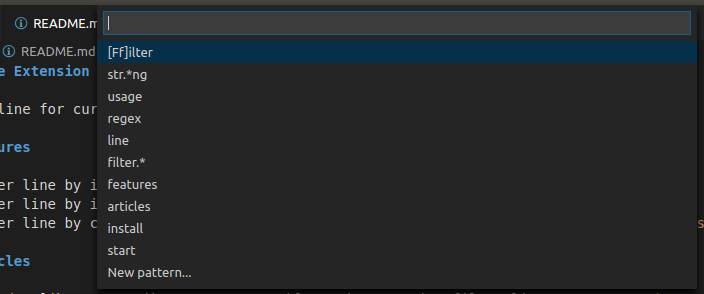 README.m
README.md
[Ff]ilter
e Extension
str.*ng
usage
line for cur
regex
line
ures
filter.*
er line by i
features
er line by i
articles
er line by c
install
start
cles
New pattern...